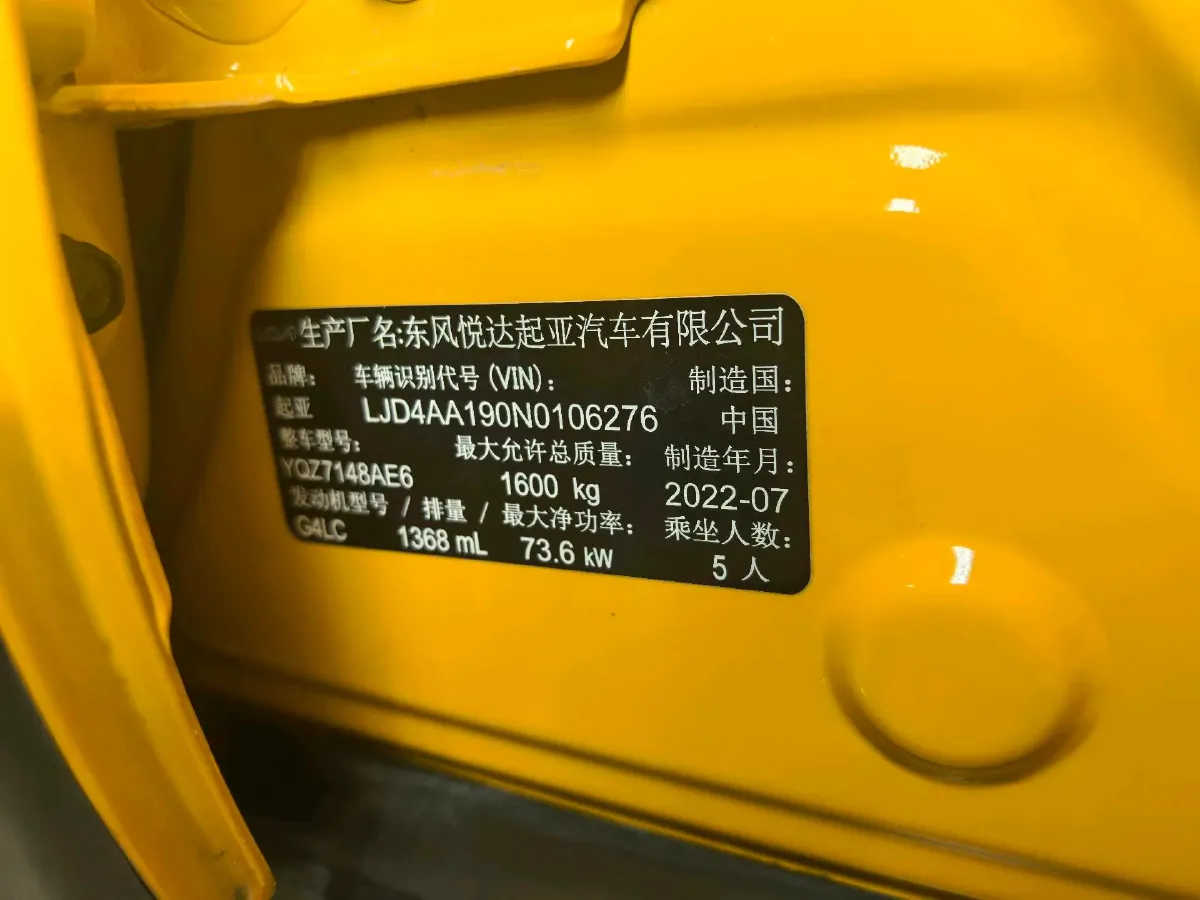 生产厂名:东风悦达起亚汽车有限公司
品牌: 车辆识别代号(VIN): 制造国:
起亚 LJD4AA190N0106276 中国
整车型号: 最大允许总质量: 制造年月:
YQZ7148AE6 1600 kg 2022-07
发动机型号 / 排量 / 最大净功率: 乘坐人数:
G4LC 1368 mL 73.6 kW 5 人